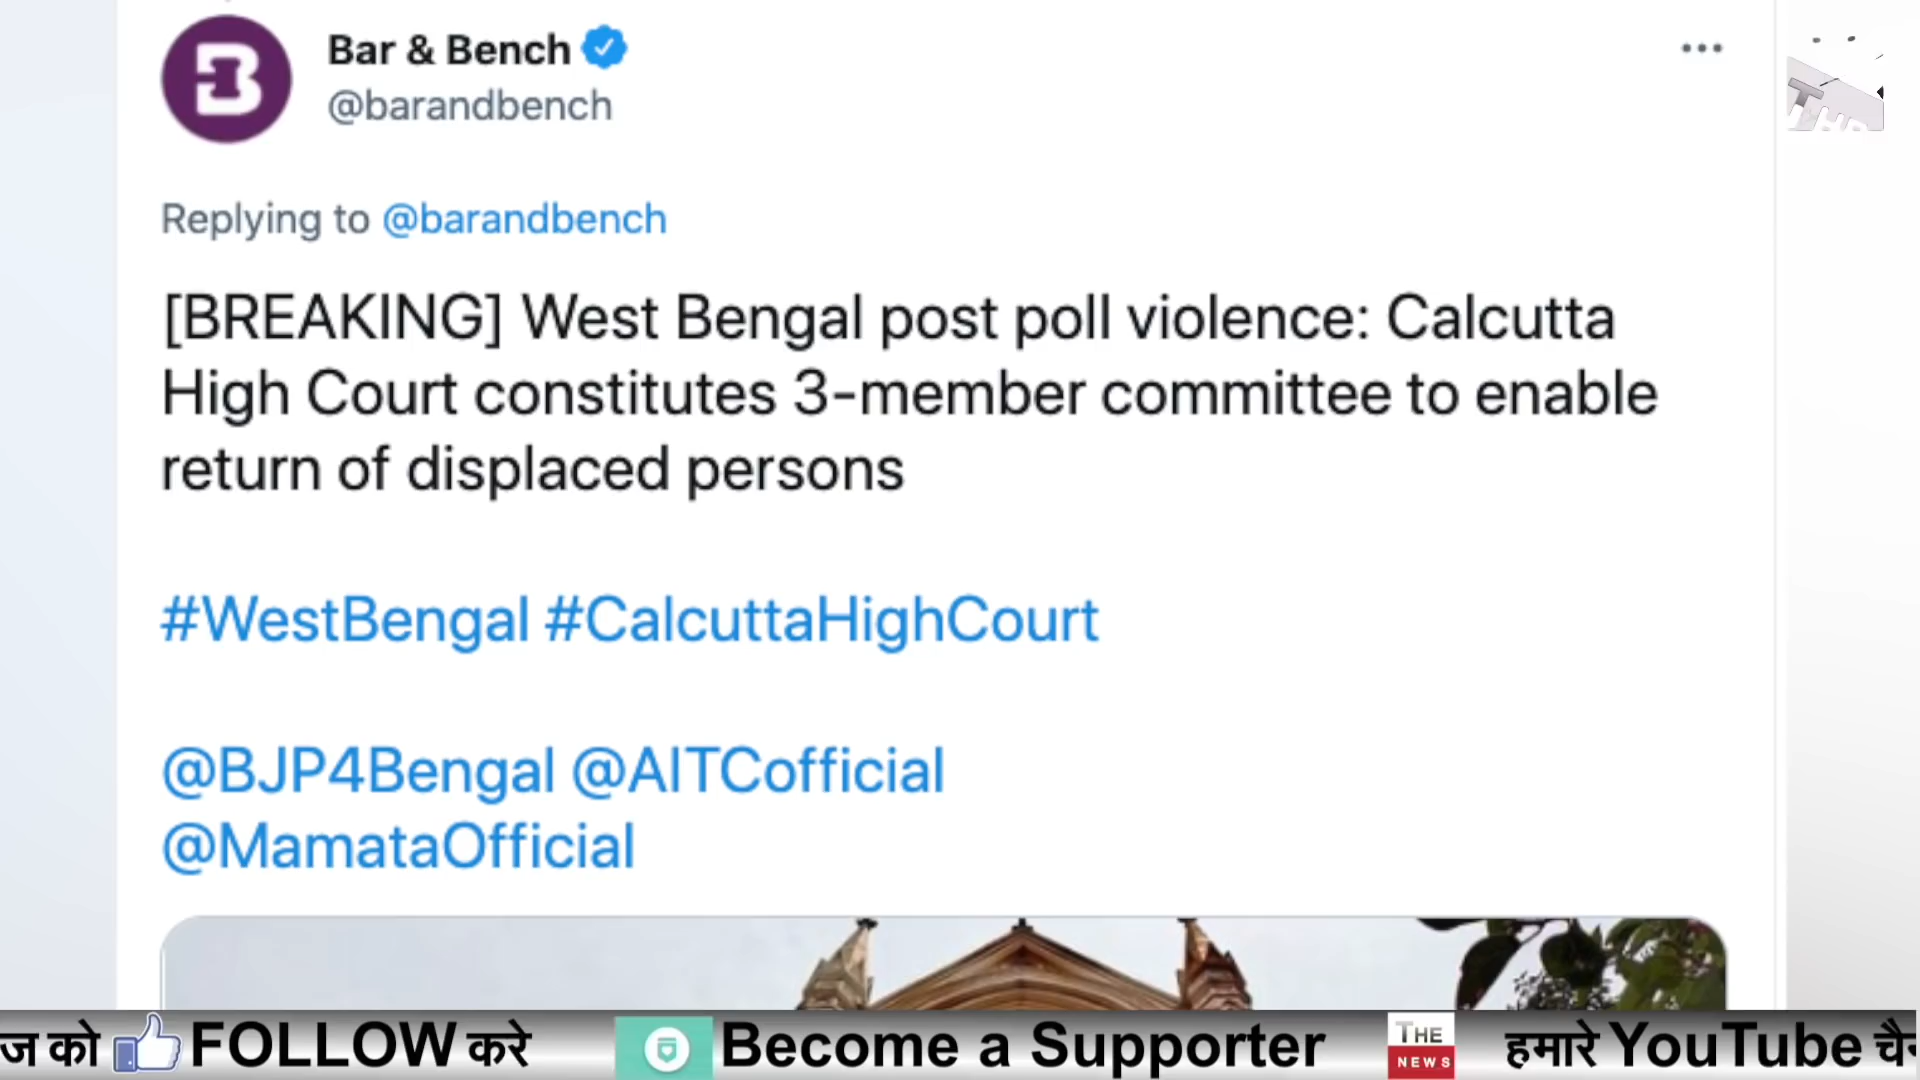 Bar & Bench
@barandbench
Replying to @barandbench
[BREAKING] West Bengal post poll violence: Calcutta
High Court constitutes 3-member committee to enable
return of displaced persons
#WestBengal #CalcuttaHighCourt
@BJP4Bengal @AITCofficial
@MamataOfficial
ज को FOLLOW करे Become a Supporter THE NEWS हमारे YouTube